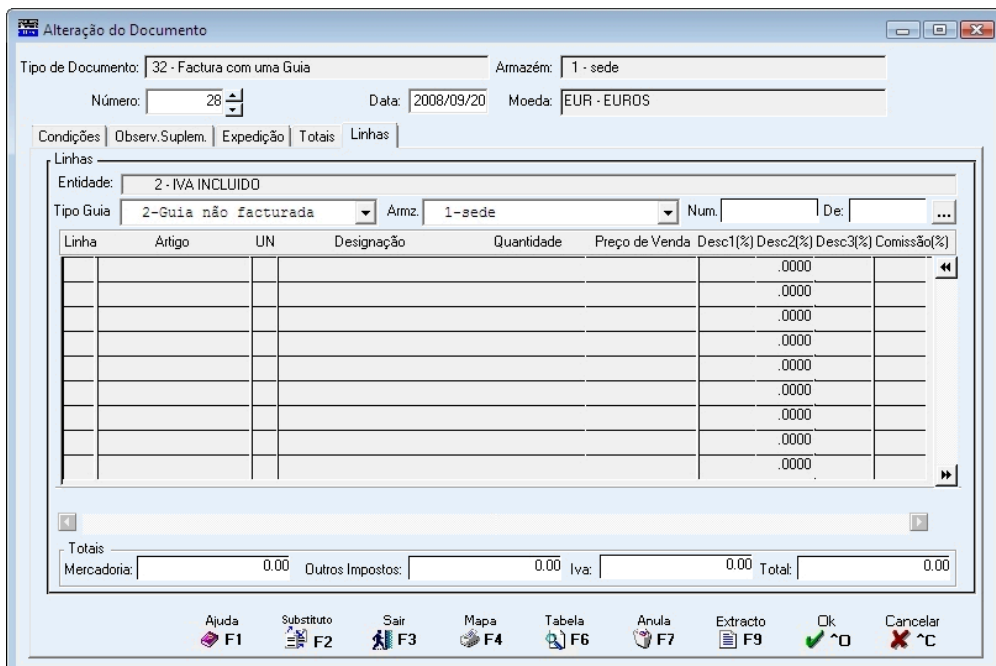 Alteração do Documento
Tipo de Documento: 32 - Factura com uma Guia Armazém: 1 - sede
Número: 28 Data: 2008/09/20 Moeda: EUR - EUROS
Condições Observ.Suplem. Expedição Totais Linhas
Linhas
Entidade: 2 - IVA INCLUIDO
Tipo Guia 2-Guia não facturada Armz. 1-sede Num. De: ...
Linha Artigo UN Designação Quantidade Preço de Venda Desc1(%) Desc2(%) Desc3(%) Comissão(%)
.0000
.0000
.0000
.0000
.0000
.0000
.0000
.0000
.0000
Totais
Mercadoria: 0.00 Outros Impostos: 0.00 Iva: 0.00 Total: 0.00
Ajuda Substituto Sair Mapa Tabela Anula Extracto Ok Cancelar
F1 F2 F3 F4 F6 F7 F9 ^O ^C